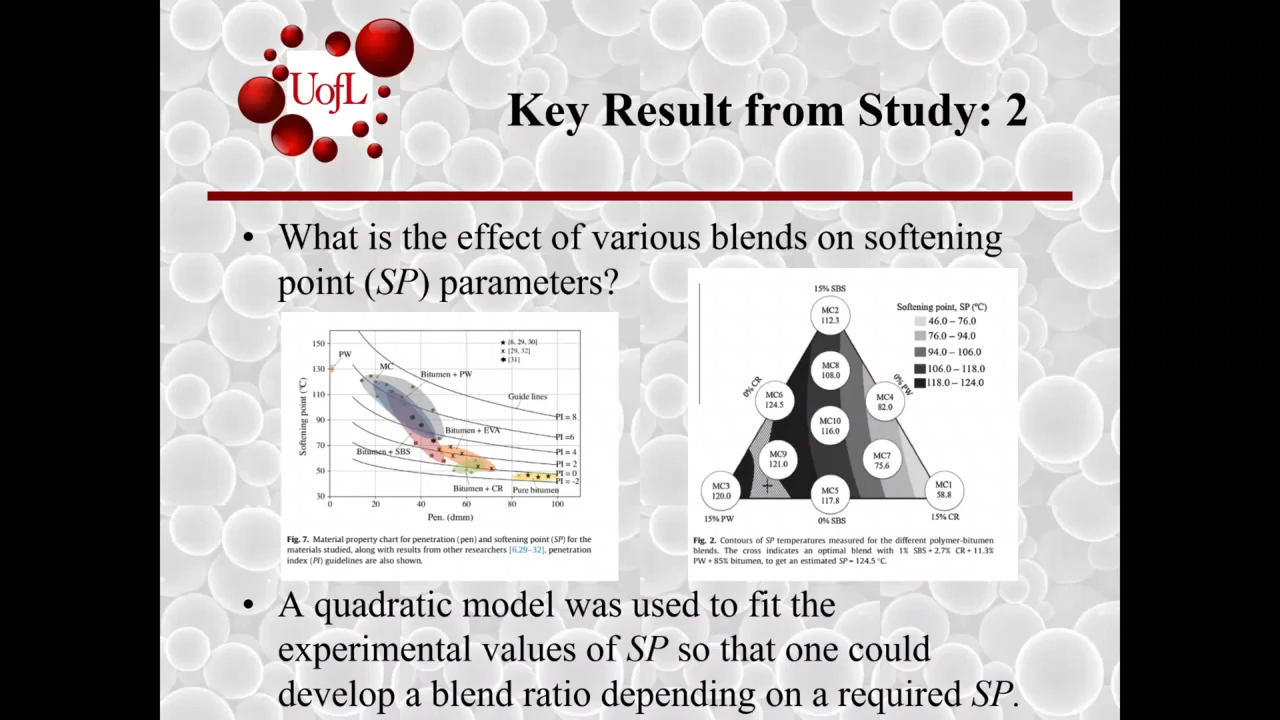 UofL
Key Result from Study: 2
• What is the effect of various blends on softening
point (SP) parameters?
150
130
110
90
70
50
30
0
20
40
60
80
100
Softening point (°C)
Pen. (dmm)
PW
MC
Bitumen + PW
★ [6, 29, 30]
× [29, 32]
[31]
Guide lines
PI = 8
PI =6
PI = 4
PI = 2
PI = 0
PI = -2
Bitumen + EVA
Bitumen + SBS
Bitumen + CR
Pure bitumen
Fig. 7. Material property chart for penetration (pen) and softening point (SP) for the
materials studied, along with results from other researchers [6,29–32], penetration
index (PI) guidelines are also shown.
15% SBS
MC2
112.3
Softening point, SP (°C)
46.0 – 76.0
76.0 – 94.0
94.0 – 106.0
106.0 – 118.0
118.0 – 124.0
MC8
108.0
0% CR
0% PW
MC6
124.5
MC4
82.0
MC10
116.0
MC9
121.0
MC7
75.6
MC3
120.0
MC5
117.8
MC1
58.8
15% PW
0% SBS
15% CR
Fig. 2. Contours of SP temperatures measured for the different polymer-bitumen
blends. The cross indicates an optimal blend with 1% SBS + 2.7% CR + 11.3%
PW + 85% bitumen, to get an estimated SP = 124.5 °C.
• A quadratic model was used to fit the
experimental values of SP so that one could
develop a blend ratio depending on a required SP.